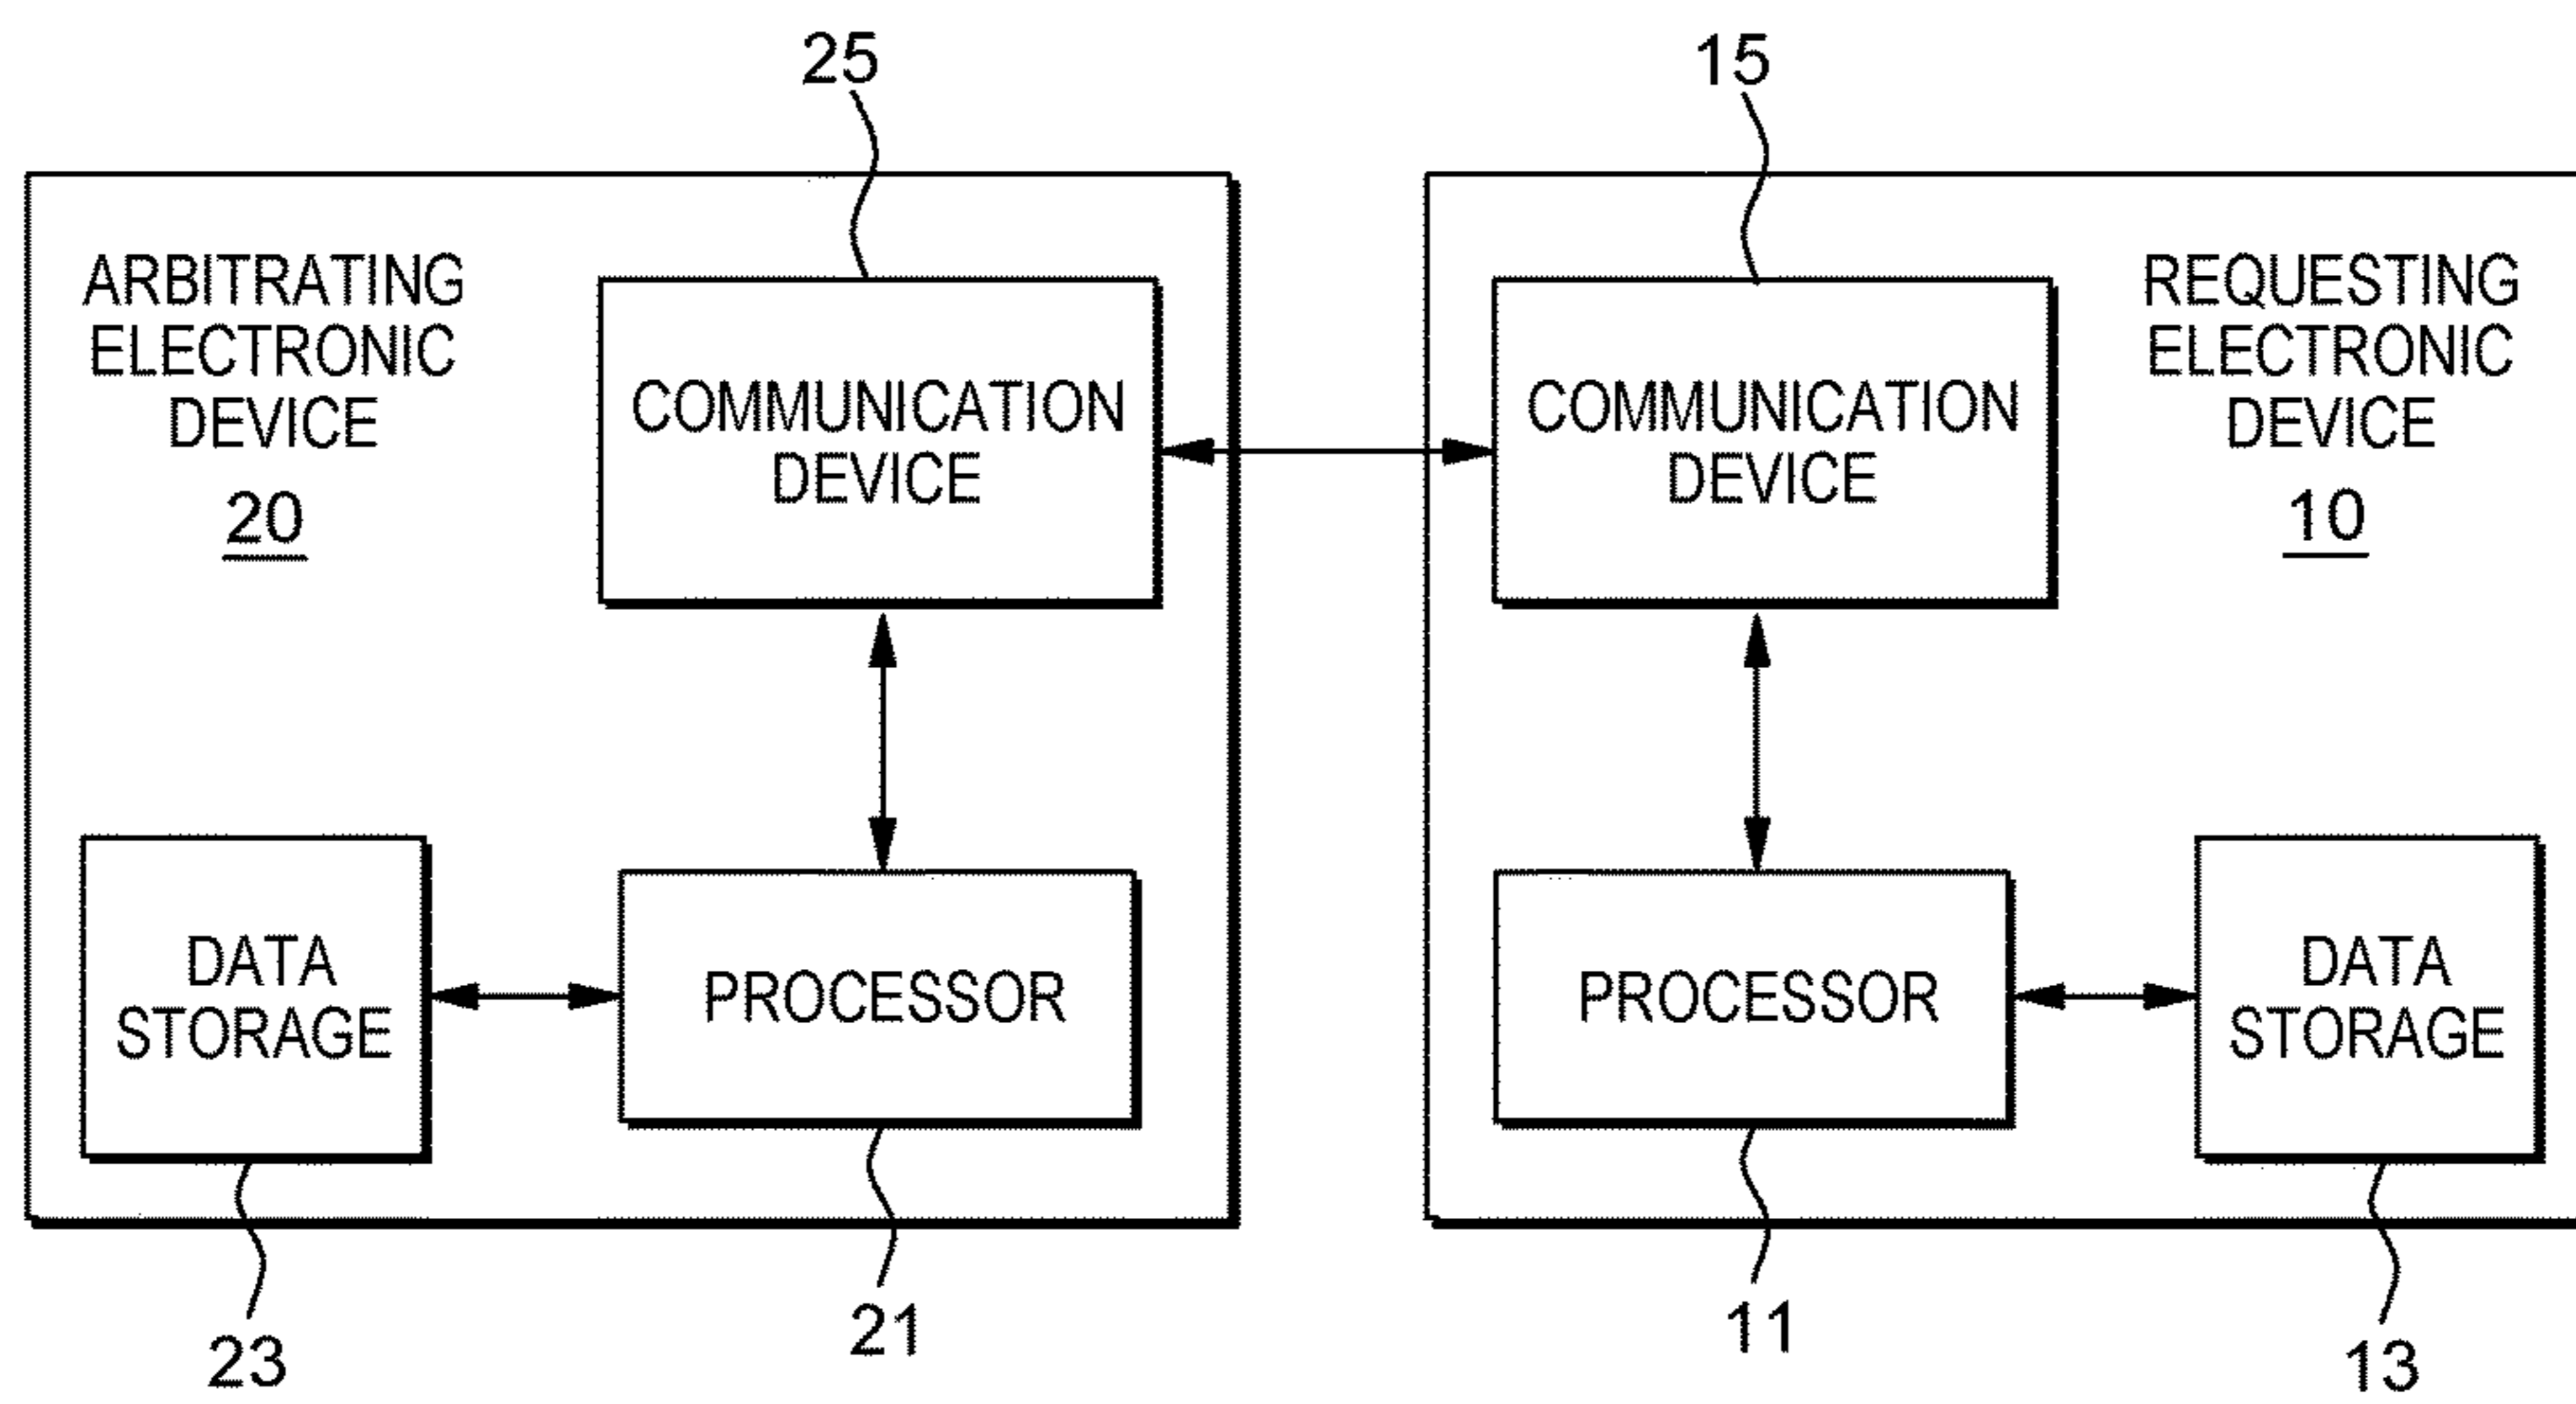 25
15
ARBITRATING
ELECTRONIC
DEVICE
20
COMMUNICATION
DEVICE
COMMUNICATION
DEVICE
REQUESTING
ELECTRONIC
DEVICE
10
DATA
STORAGE
PROCESSOR
PROCESSOR
DATA
STORAGE
23
21
11
13